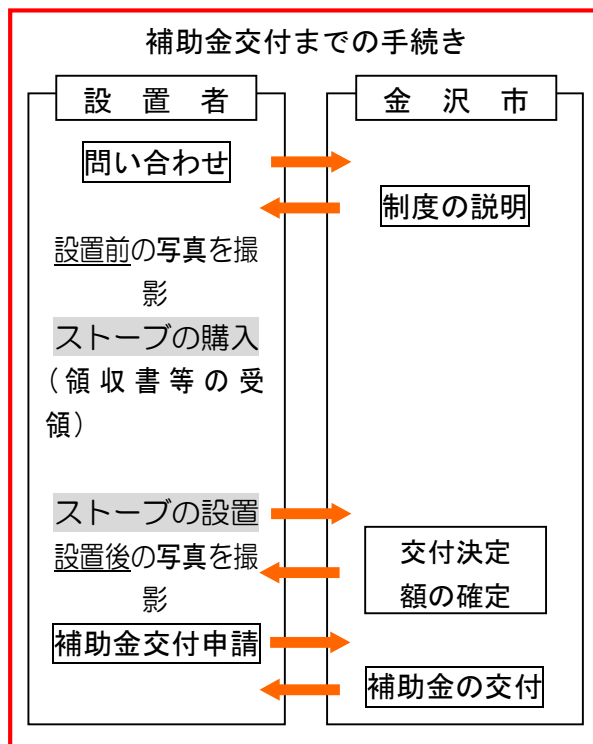 補助金交付までの手続き
設置者
問い合わせ
設置前の写真を撮
影
ストーブの購入
(領収書等の受
領)
ストーブの設置
設置後の写真を撮
影
補助金交付申請
金沢市
制度の説明
交付決定
額の確定
補助金の交付